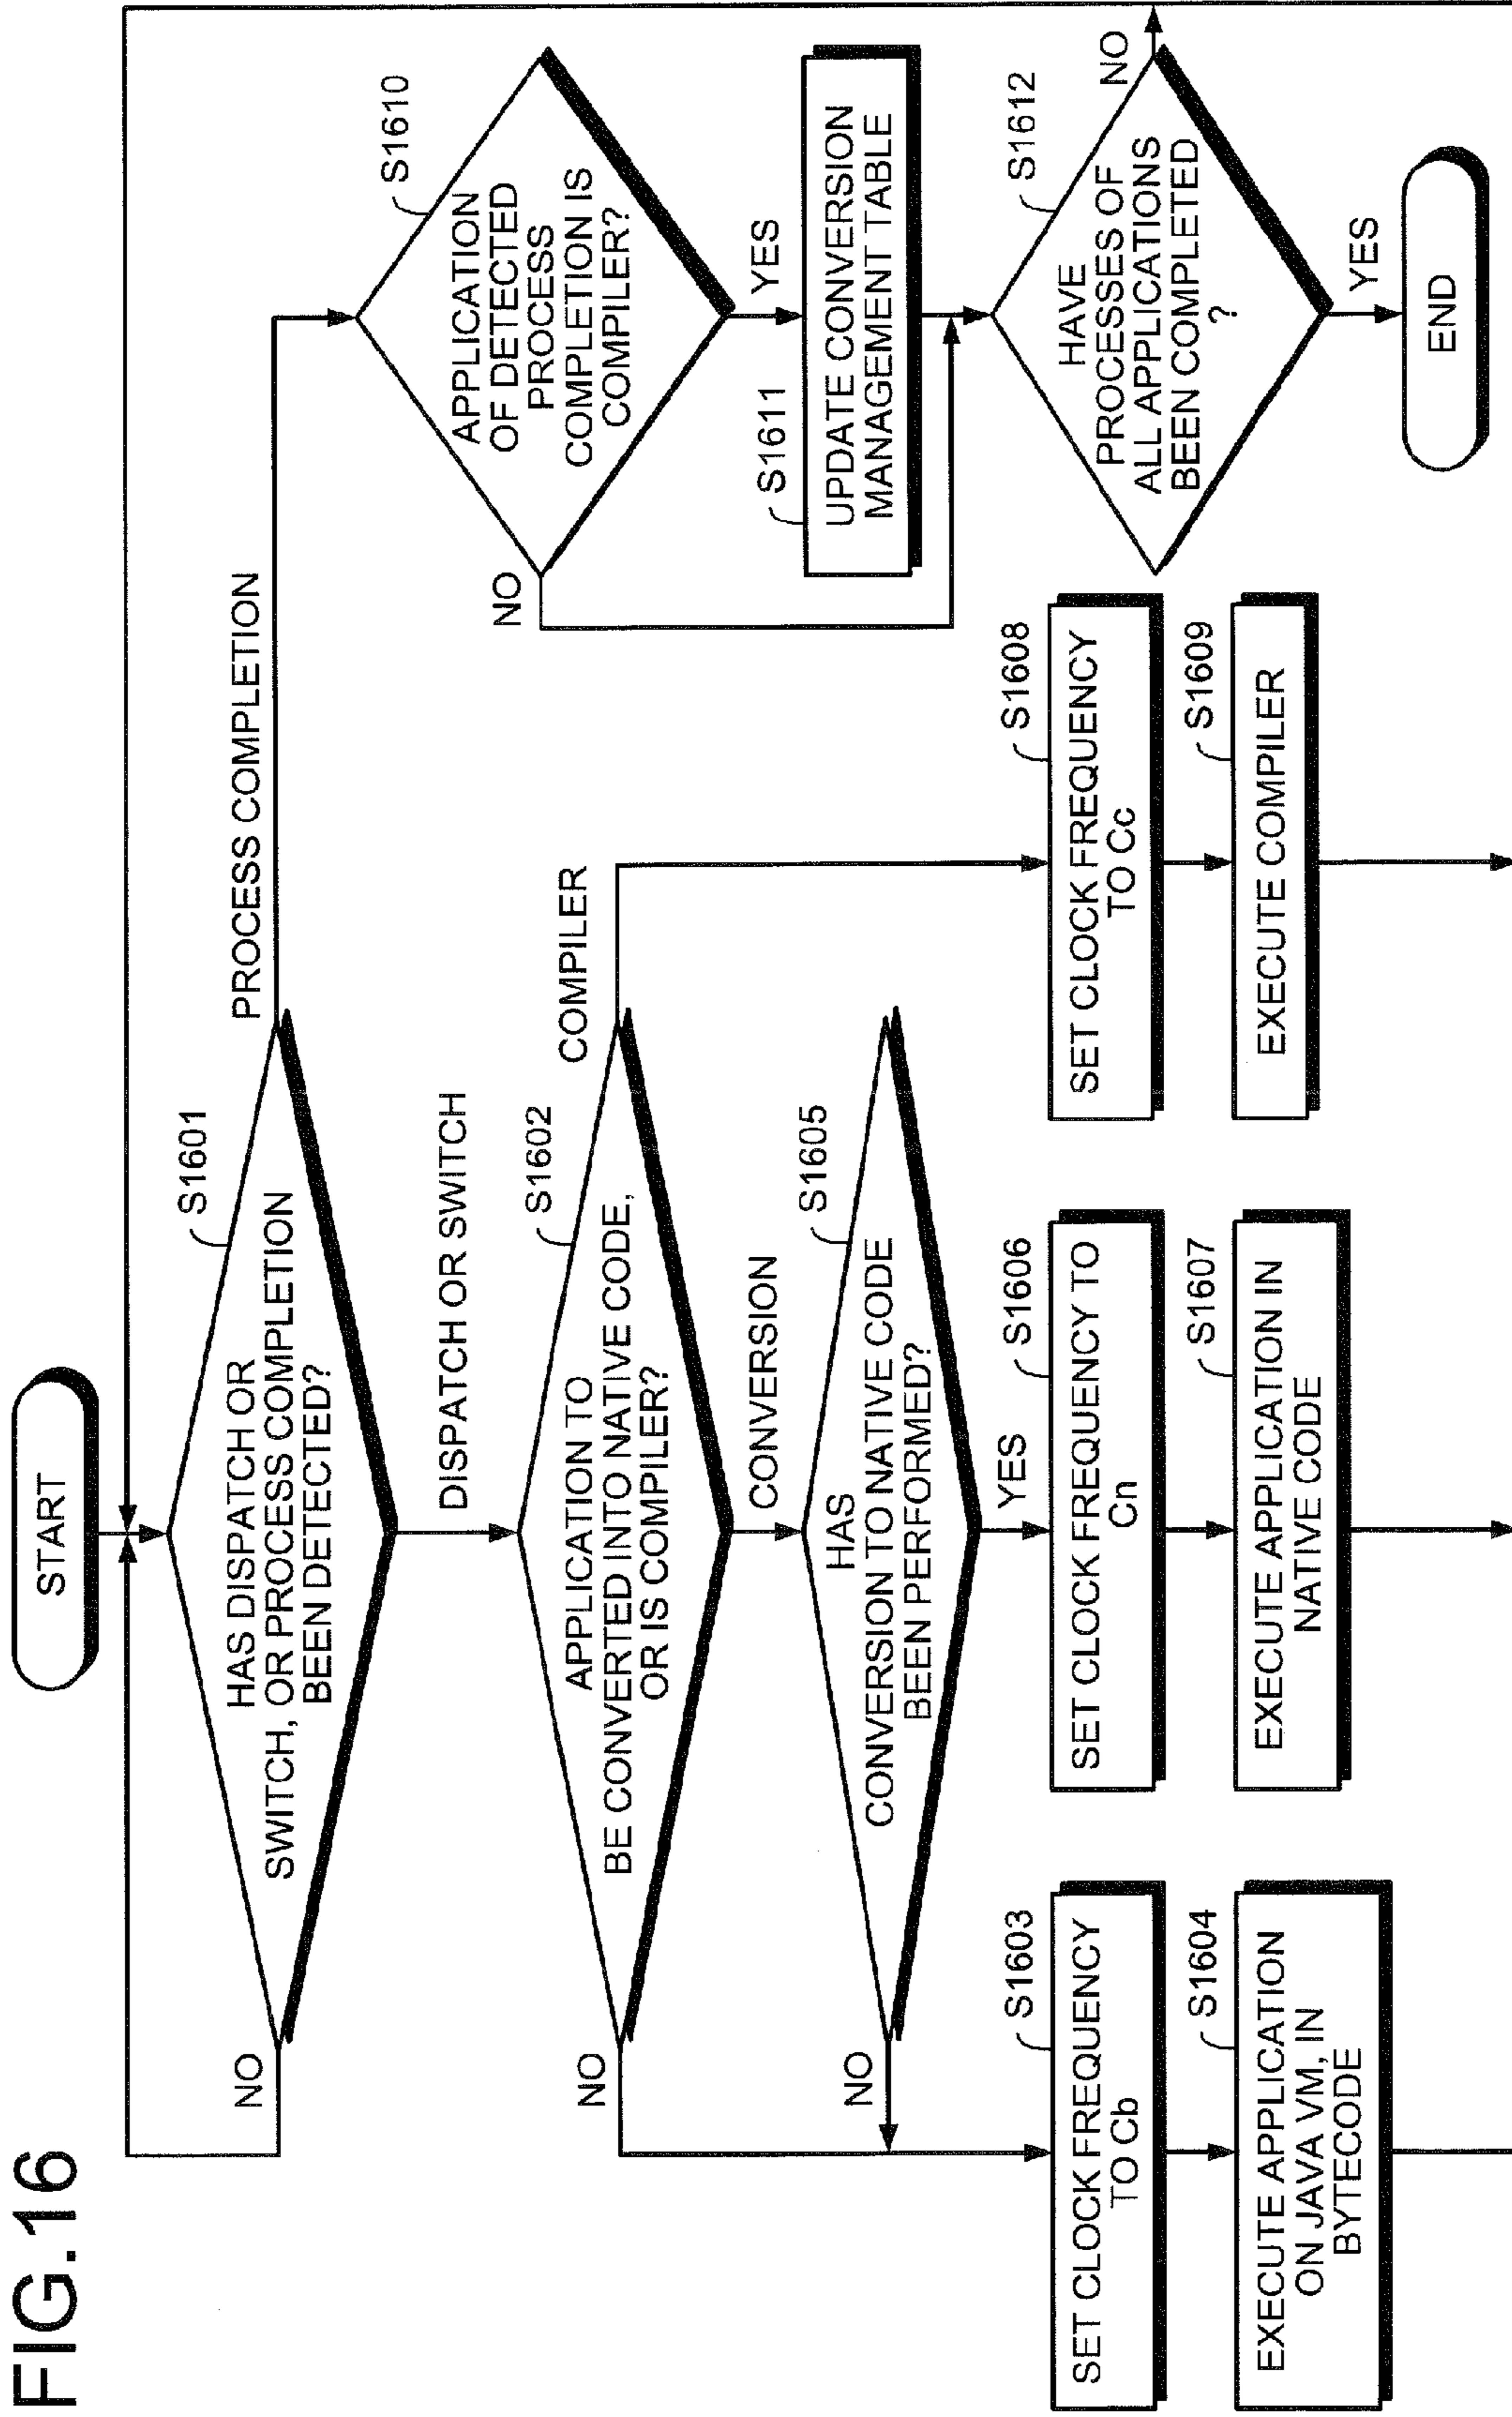 FIG.16
START
HAS DISPATCH OR
SWITCH, OR PROCESS COMPLETION
BEEN DETECTED?
S1601
NO
PROCESS COMPLETION
DISPATCH OR SWITCH
APPLICATION TO
BE CONVERTED INTO NATIVE CODE,
OR IS COMPILER?
S1602
NO
COMPILER
CONVERSION
HAS
CONVERSION TO NATIVE CODE
BEEN PERFORMED?
S1605
NO
YES
SET CLOCK FREQUENCY
TO Cb
S1603
EXECUTE APPLICATION
ON JAVA VM, IN
BYTECODE
S1604
SET CLOCK FREQUENCY TO
Cn
S1606
EXECUTE APPLICATION IN
NATIVE CODE
S1607
SET CLOCK FREQUENCY
TO Cc
S1608
EXECUTE COMPILER
S1609
APPLICATION
OF DETECTED
PROCESS
COMPLETION IS
COMPILER?
S1610
NO
YES
S1611
UPDATE CONVERSION
MANAGEMENT TABLE
HAVE
PROCESSES OF
ALL APPLICATIONS
BEEN COMPLETED
?
S1612
NO
YES
END